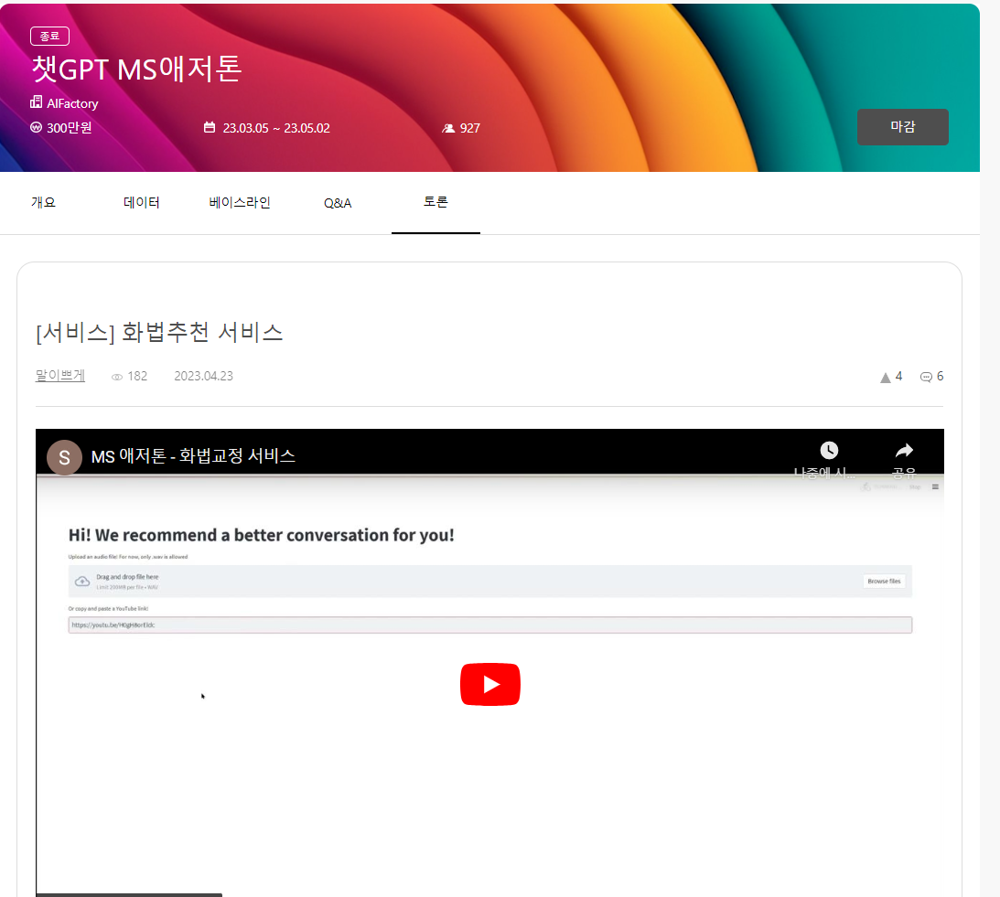 종료
챗GPT MS애저톤
AIFactory
300만원 23.03.05 ~ 23.05.02 927
마감
개요 데이터 베이스라인 Q&A 토론
[서비스] 화법추천 서비스
말이쁘게 182 2023.04.23 4 6
S MS 애저톤 - 화법교정 서비스
나중에 시... 공유
Hi! We recommend a better conversation for you!
Upload an audio file! For now, only .wav is allowed
Drag and drop file here
Limit 200MB per file • WAV
Browse files
Or copy and paste a YouTube link!